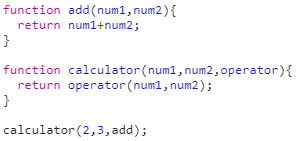 function add(num1,num2){
  return num1+num2;
}

function calculator(num1,num2,operator){
  return operator(num1,num2);
}

calculator(2,3,add);